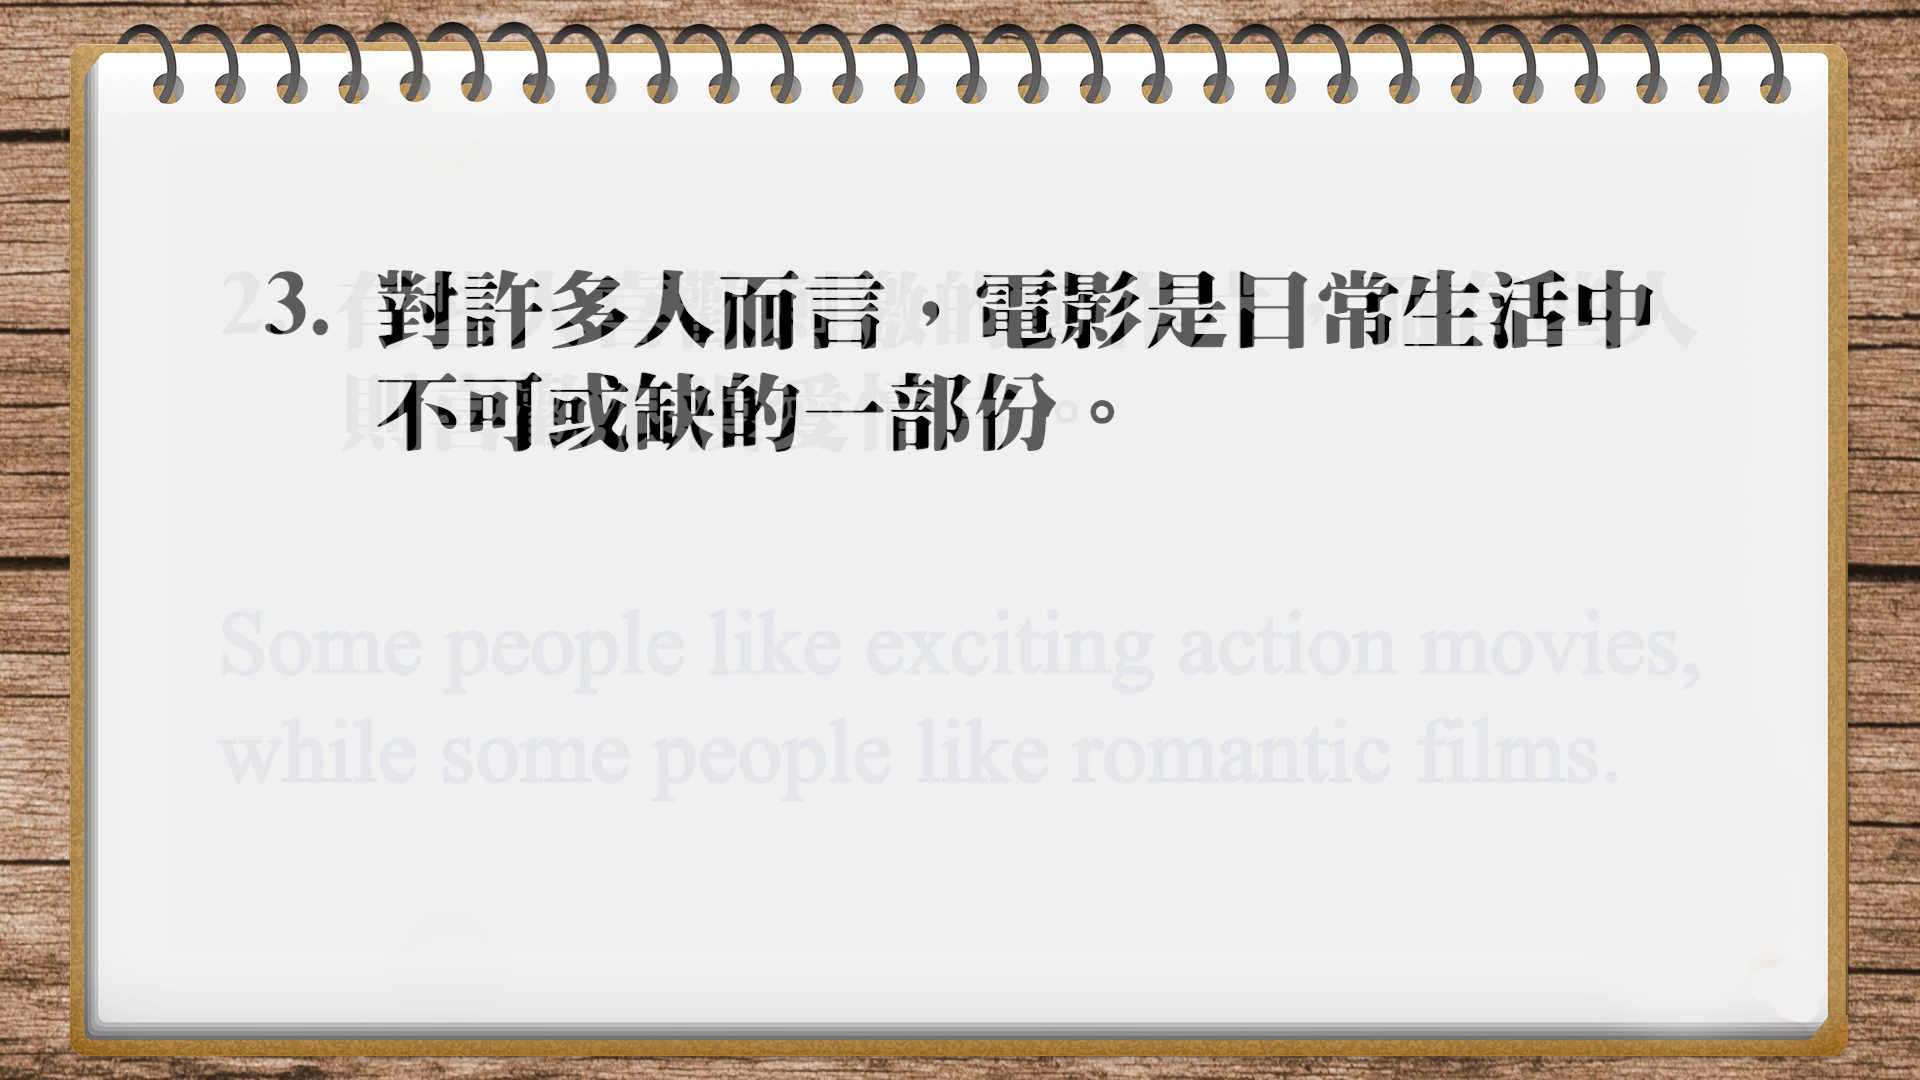 3. 對許多人而言，電影是日常生活中
不可或缺的一部份。
Some people like exciting action movies,
while some people like romantic films.